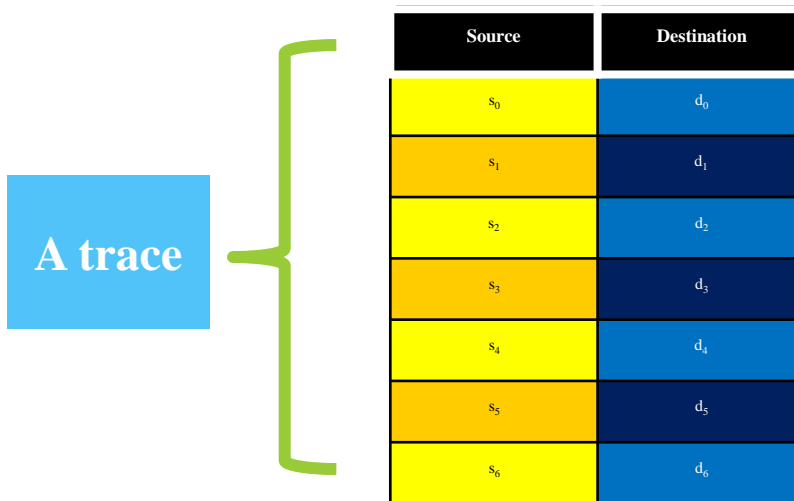 A trace
Source Destination
s₀ d₀
s₁ d₁
s₂ d₂
s₃ d₃
s₄ d₄
s₅ d₅
s₆ d₆